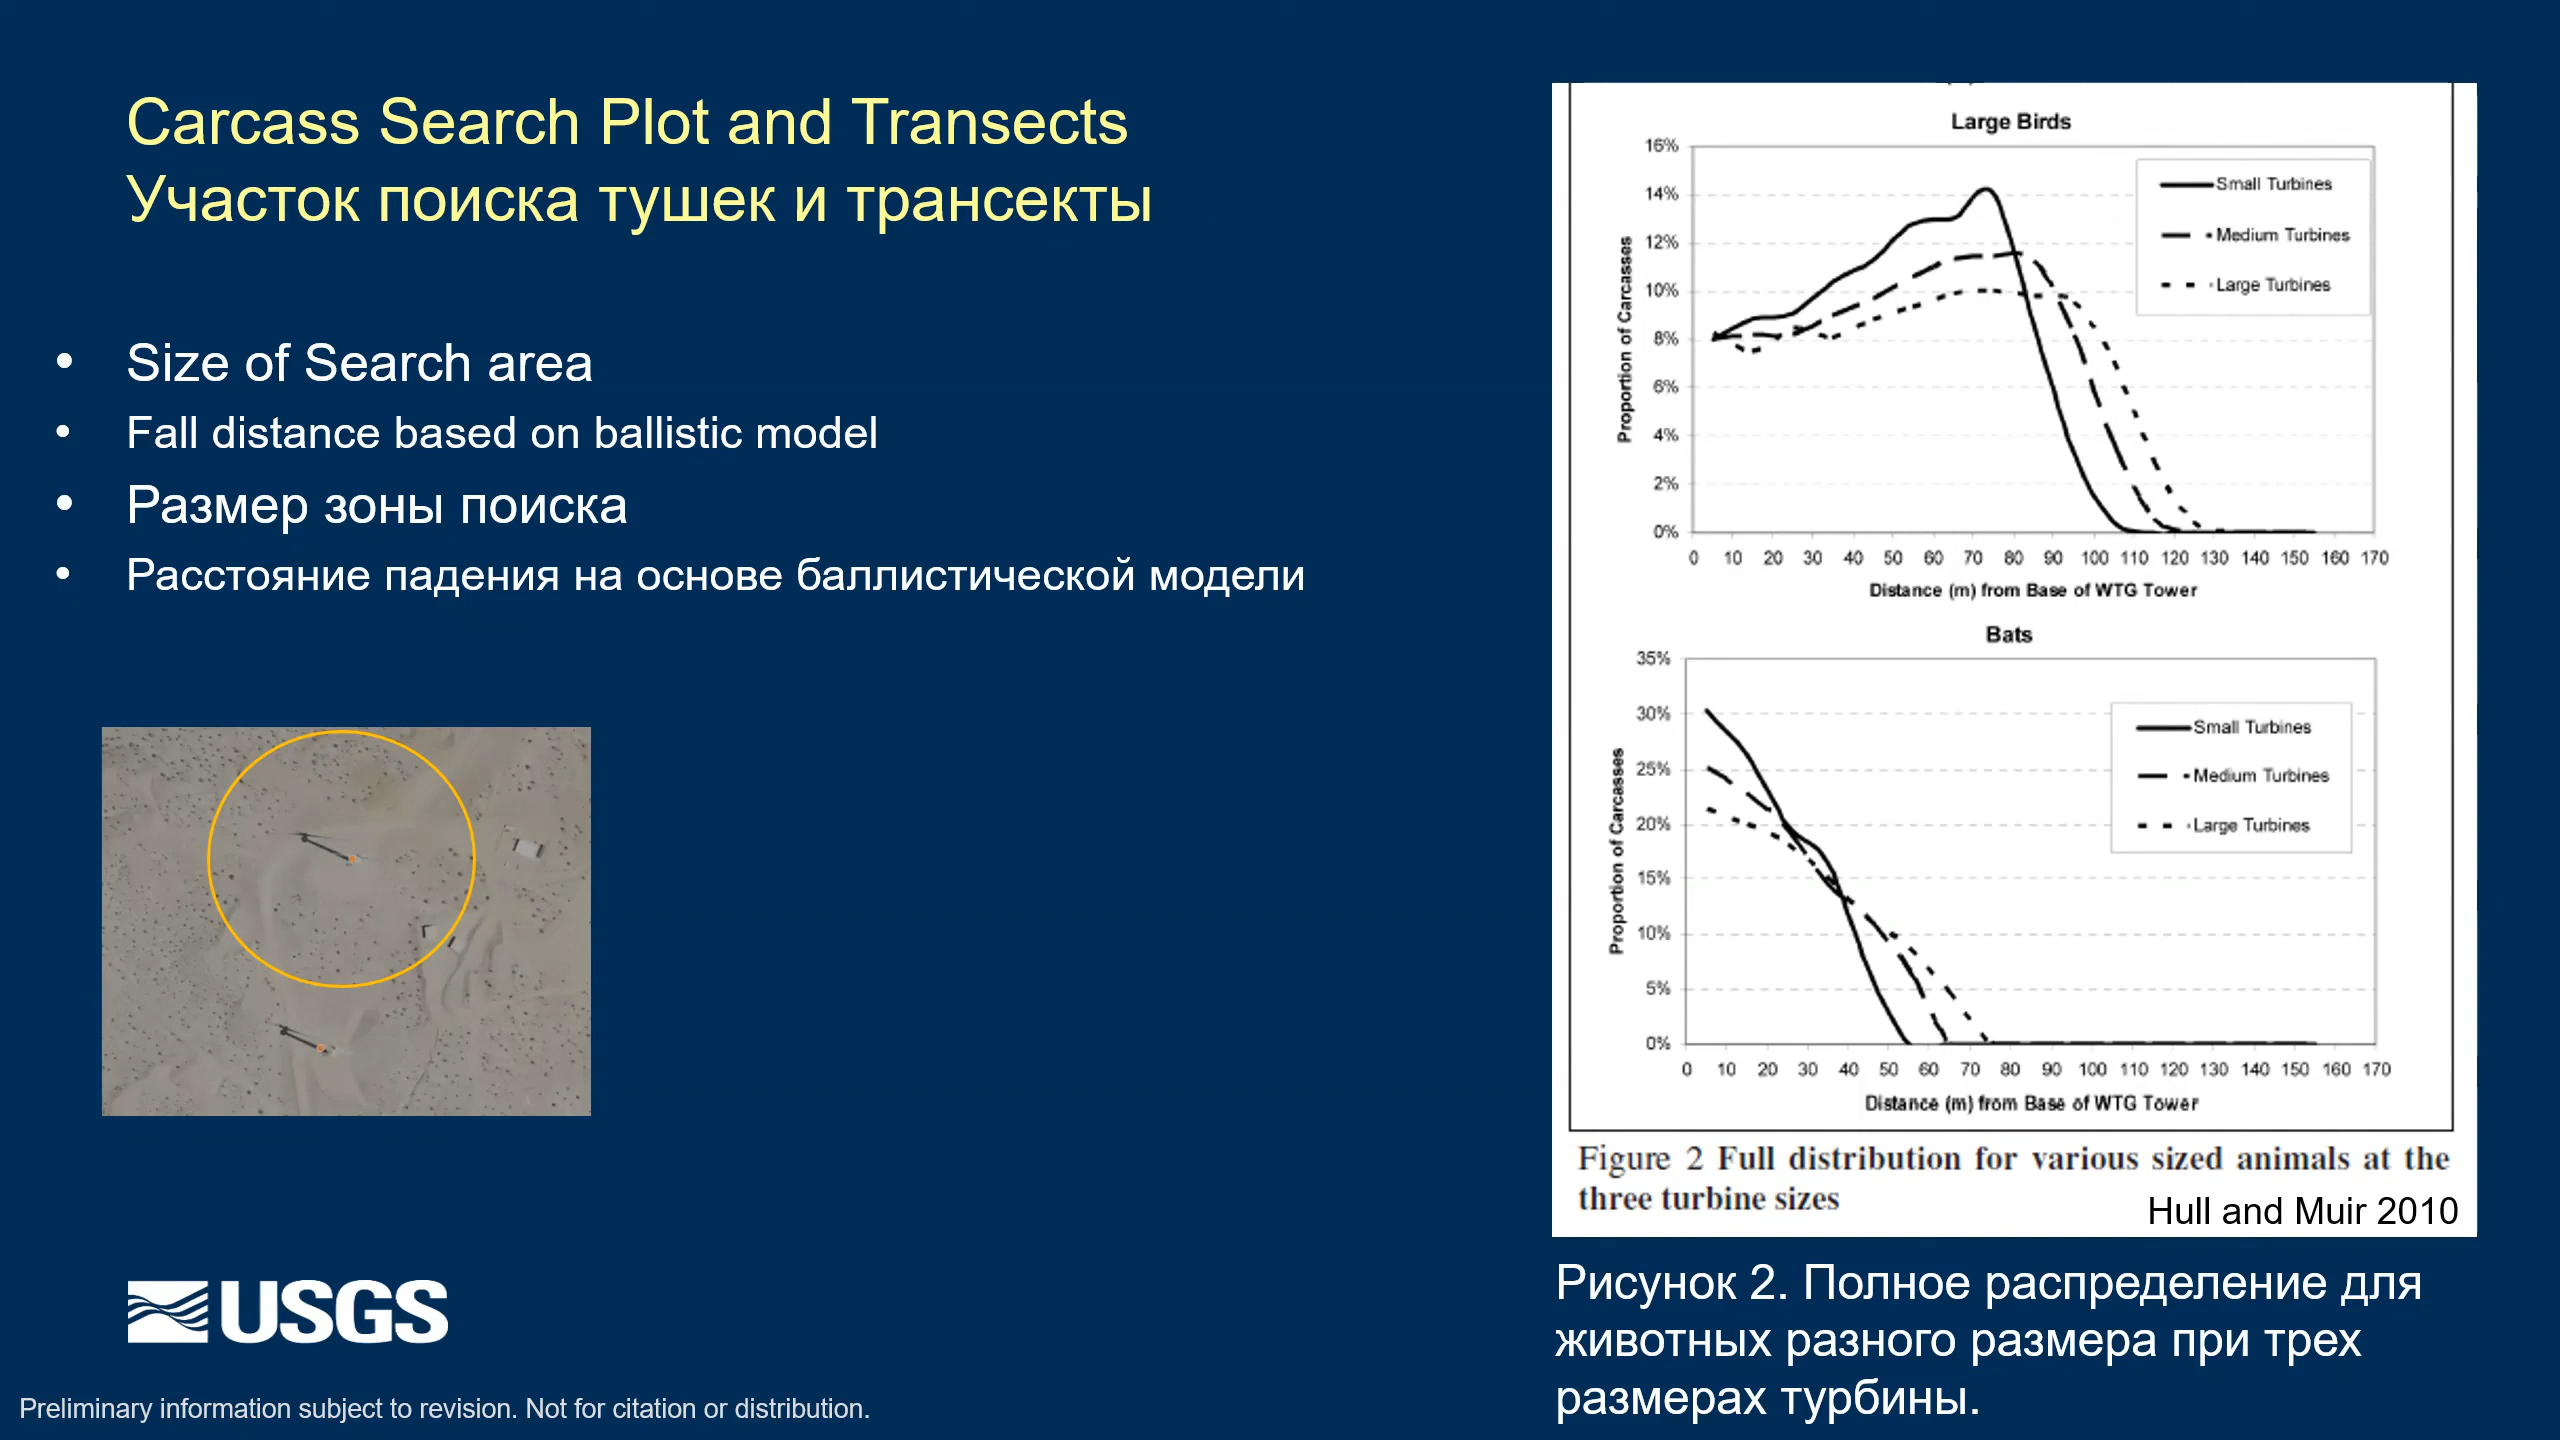 Carcass Search Plot and Transects
Участок поиска тушек и трансекты
• Size of Search area
• Fall distance based on ballistic model
• Размер зоны поиска
• Расстояние падения на основе баллистической модели
USGS
Preliminary information subject to revision. Not for citation or distribution.
Large Birds
16%
14%
12%
10%
8%
6%
4%
2%
0%
Proportion of Carcasses
Small Turbines
Medium Turbines
Large Turbines
0 10 20 30 40 50 60 70 80 90 100 110 120 130 140 150 160 170
Distance (m) from Base of WTG Tower
Bats
35%
30%
25%
20%
15%
10%
5%
0%
Proportion of Carcasses
Small Turbines
Medium Turbines
Large Turbines
0 10 20 30 40 50 60 70 80 90 100 110 120 130 140 150 160 170
Distance (m) from Base of WTG Tower
Figure 2 Full distribution for various sized animals at the
three turbine sizes
Hull and Muir 2010
Рисунок 2. Полное распределение для
животных разного размера при трех
размерах турбины.